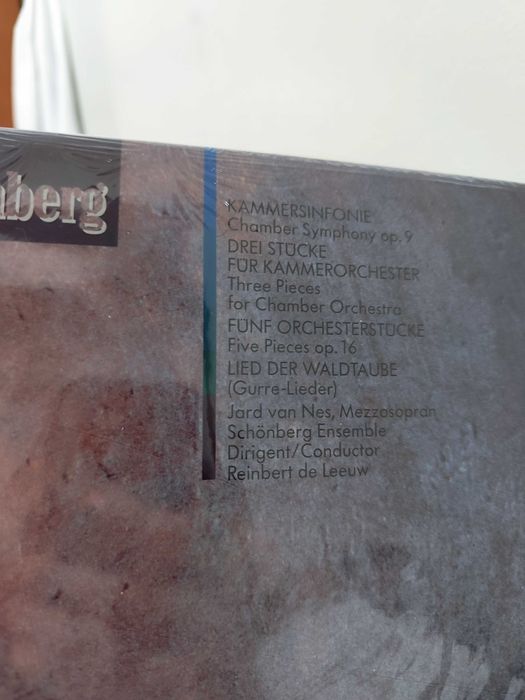 nberg
KAMMERSINFONIE
Chamber Symphony op. 9
DREI STÜCKE
FÜR KAMMERORCHESTER
Three Pieces
for Chamber Orchestra
FÜNF ORCHESTERSTÜCKE
Five Pieces op. 16
LIED DER WALDTAUBE
(Gurre-Lieder)
Jard van Nes, Mezzosopran
Schönberg Ensemble
Dirigent/Conductor
Reinbert de Leeuw